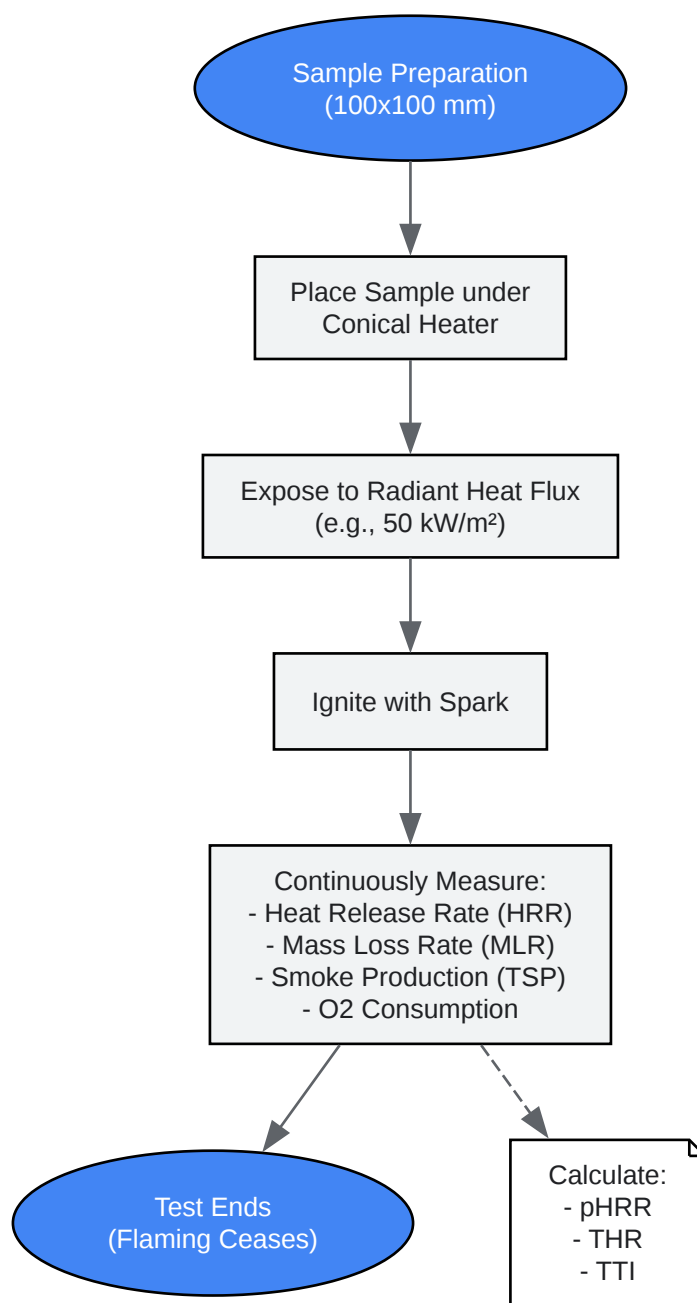 Sample Preparation
(100x100 mm)
Place Sample under
Conical Heater
Expose to Radiant Heat Flux
(e.g., 50 kW/m²)
Ignite with Spark
Continuously Measure:
- Heat Release Rate (HRR)
- Mass Loss Rate (MLR)
- Smoke Production (TSP)
- O2 Consumption
Test Ends
(Flaming Ceases)
Calculate:
- pHRR
- THR
- TTI